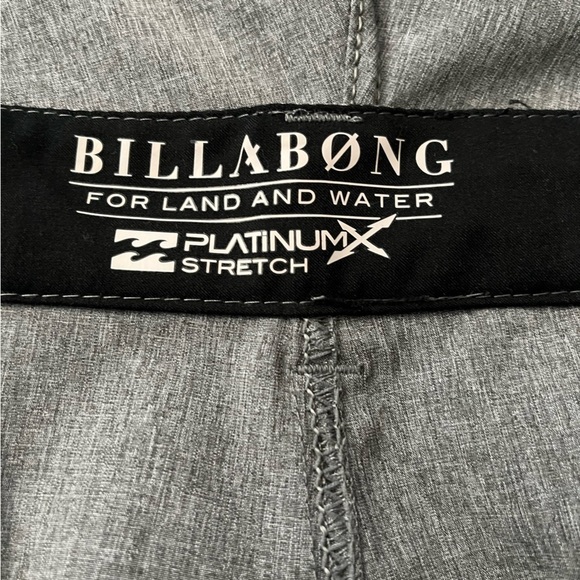 BILLABØNG
FOR LAND AND WATER
PLATINUMX
STRETCH